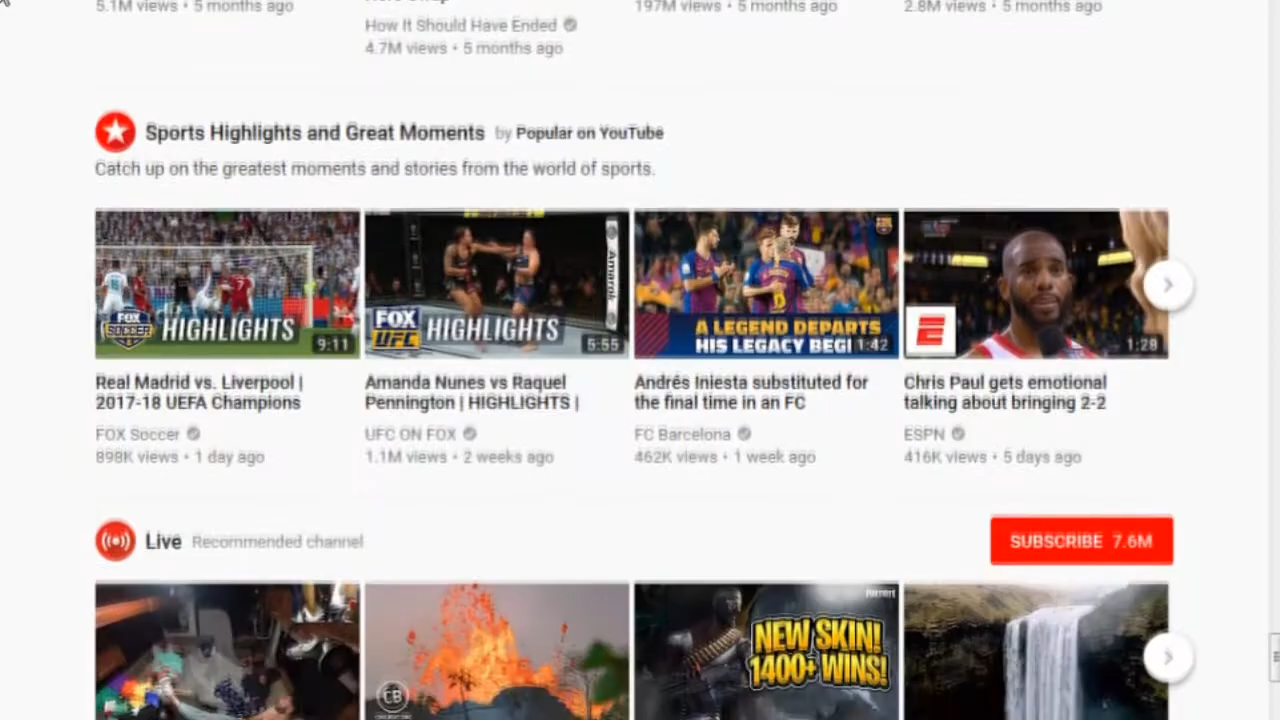 5.1M views • 5 months ago
197M views • 5 months ago
2.8M views • 5 months ago
How It Should Have Ended
4.7M views • 5 months ago
Sports Highlights and Great Moments by Popular on YouTube
Catch up on the greatest moments and stories from the world of sports.
FOX
SOCCER
HIGHLIGHTS
9:11
FOX
UFC
HIGHLIGHTS
5:55
A LEGEND DEPARTS
HIS LEGACY BEGI
1:42
1:28
Real Madrid vs. Liverpool |
2017-18 UEFA Champions
FOX Soccer
898K views • 1 day ago
Amanda Nunes vs Raquel
Pennington | HIGHLIGHTS |
UFC ON FOX
1.1M views • 2 weeks ago
Andrés Iniesta substituted for
the final time in an FC
FC Barcelona
462K views • 1 week ago
Chris Paul gets emotional
talking about bringing 2-2
ESPN
416K views • 5 days ago
Live Recommended channel
SUBSCRIBE 7.6M
CB
FORTNITE
NEW SKIN!
1400+ WINS!